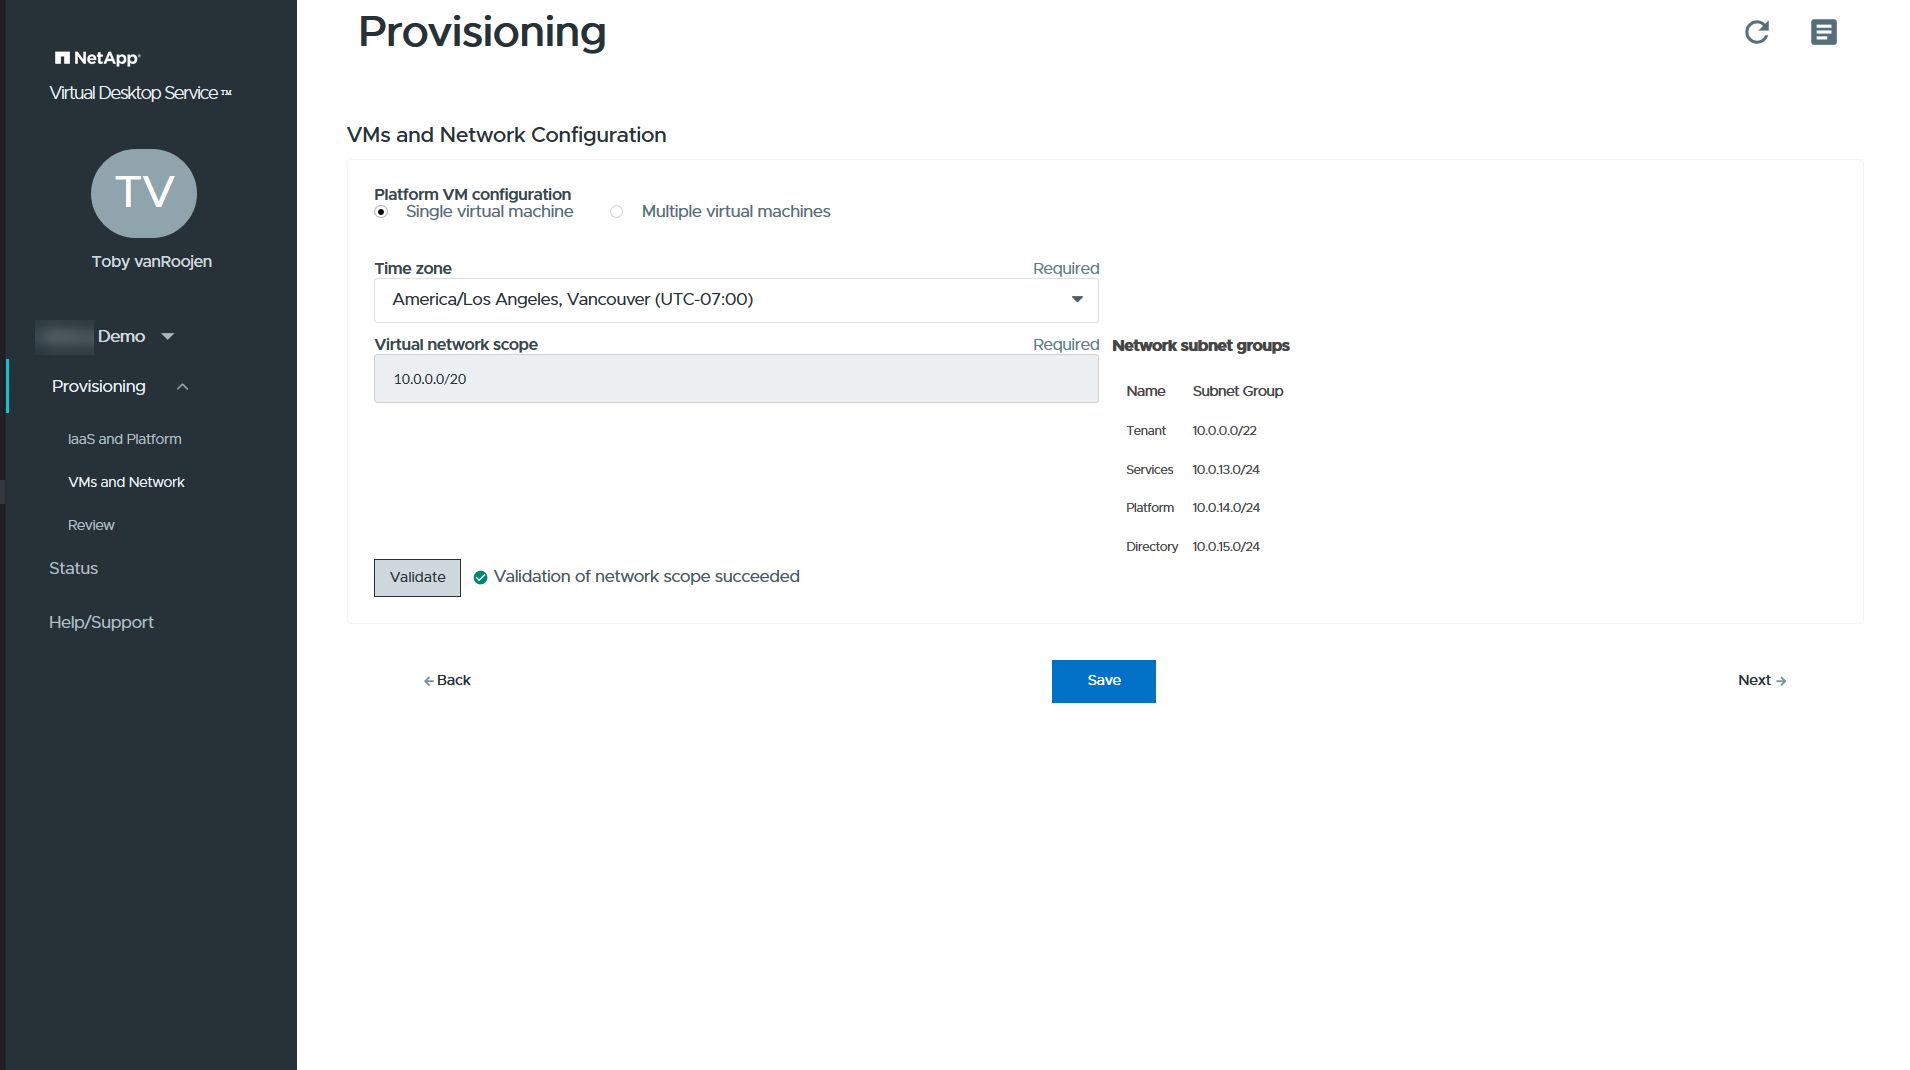 NetApp
Virtual Desktop Service™
TV
Toby vanRoojen
Demo
Provisioning
IaaS and Platform
VMs and Network
Review
Status
Help/Support
Provisioning
VMs and Network Configuration
Platform VM configuration
Single virtual machine Multiple virtual machines
Time zone Required
America/Los Angeles, Vancouver (UTC-07:00)
Virtual network scope Required
10.0.0.0/20
Network subnet groups
Name Subnet Group
Tenant 10.0.0.0/22
Services 10.0.13.0/24
Platform 10.0.14.0/24
Directory 10.0.15.0/24
Validate Validation of network scope succeeded
← Back Save Next →